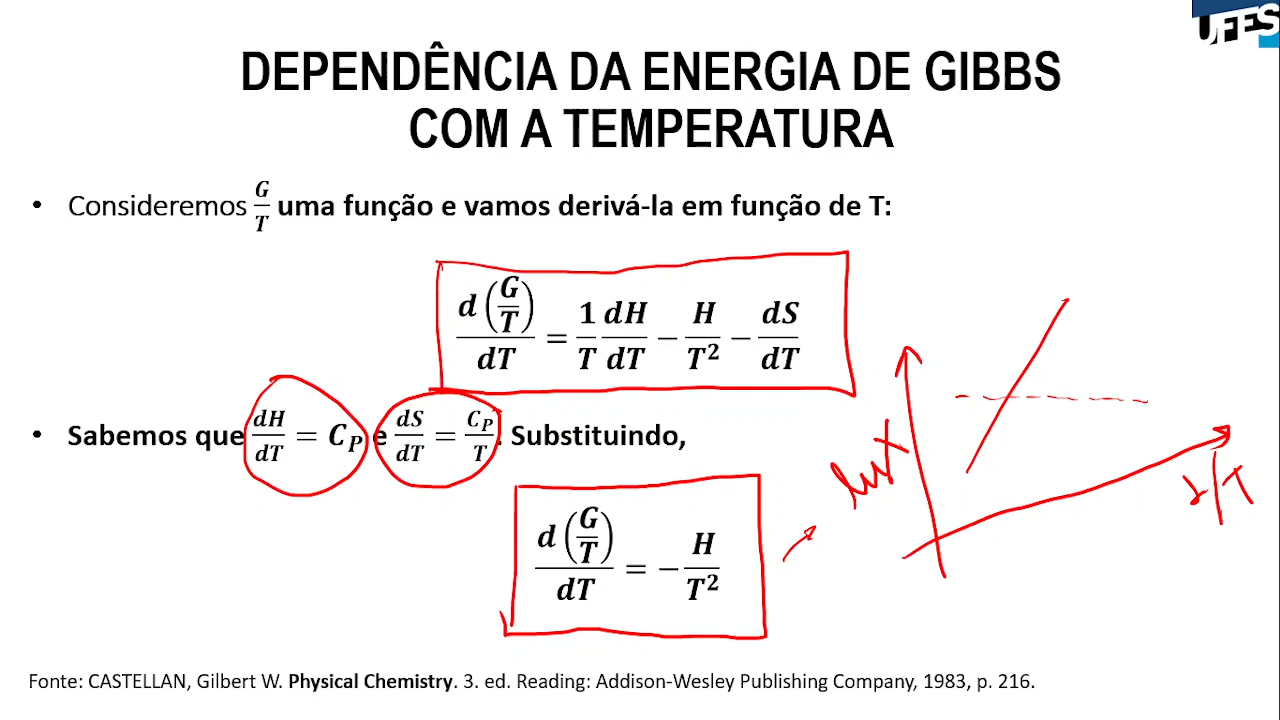 UFES
DEPENDÊNCIA DA ENERGIA DE GIBBS
COM A TEMPERATURA
• Consideremos G/T uma função e vamos derivá-la em função de T:
d(G/T)/dT = 1/T dH/dT − H/T² − dS/dT
• Sabemos que dH/dT = C_P e dS/dT = C_P/T. Substituindo,
d(G/T)/dT = − H/T²
1/T
Fonte: CASTELLAN, Gilbert W. Physical Chemistry. 3. ed. Reading: Addison-Wesley Publishing Company, 1983, p. 216.